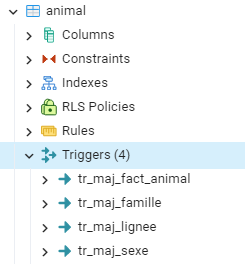 animal
Columns
Constraints
Indexes
RLS Policies
Rules
Triggers (4)
tr_maj_fact_animal
tr_maj_famille
tr_maj_lignee
tr_maj_sexe